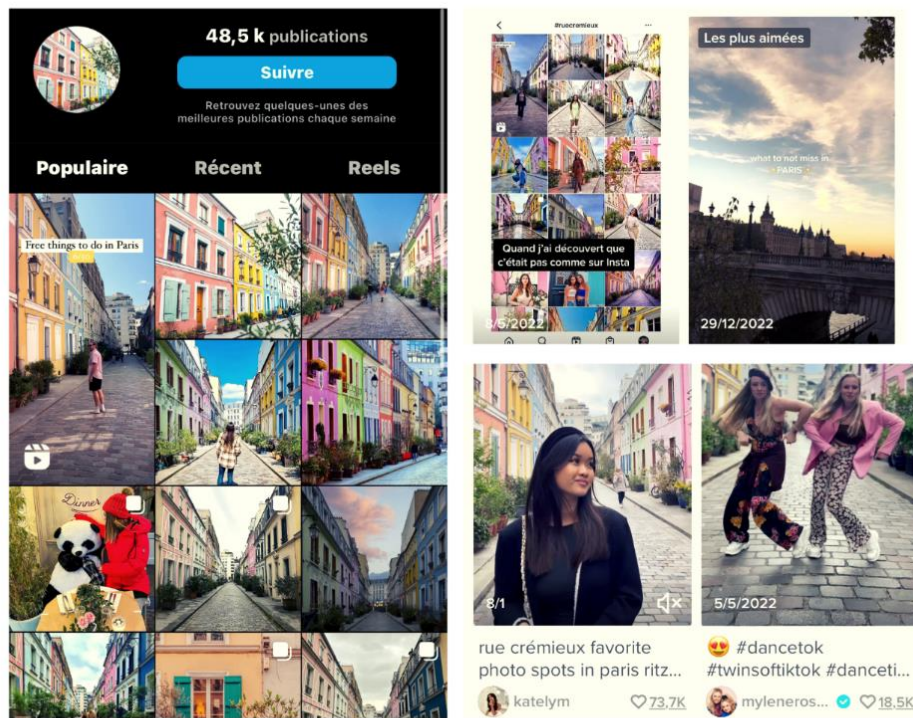 48,5 k publications
Suivre
Retrouvez quelques-unes des
meilleures publications chaque semaine
Populaire
Récent
Reels
Free things to do in Paris
Dinner
#ruecremieux
Quand j'ai découvert que
c'était pas comme sur Insta
8/5/2022
Les plus aimées
what to not miss in
PARIS
29/12/2022
8/1
rue crémieux favorite
photo spots in paris ritz...
katelym
73,7K
5/5/2022
😍 #dancetok
#twinsoftiktok #danceti...
myleneros...
18,5K